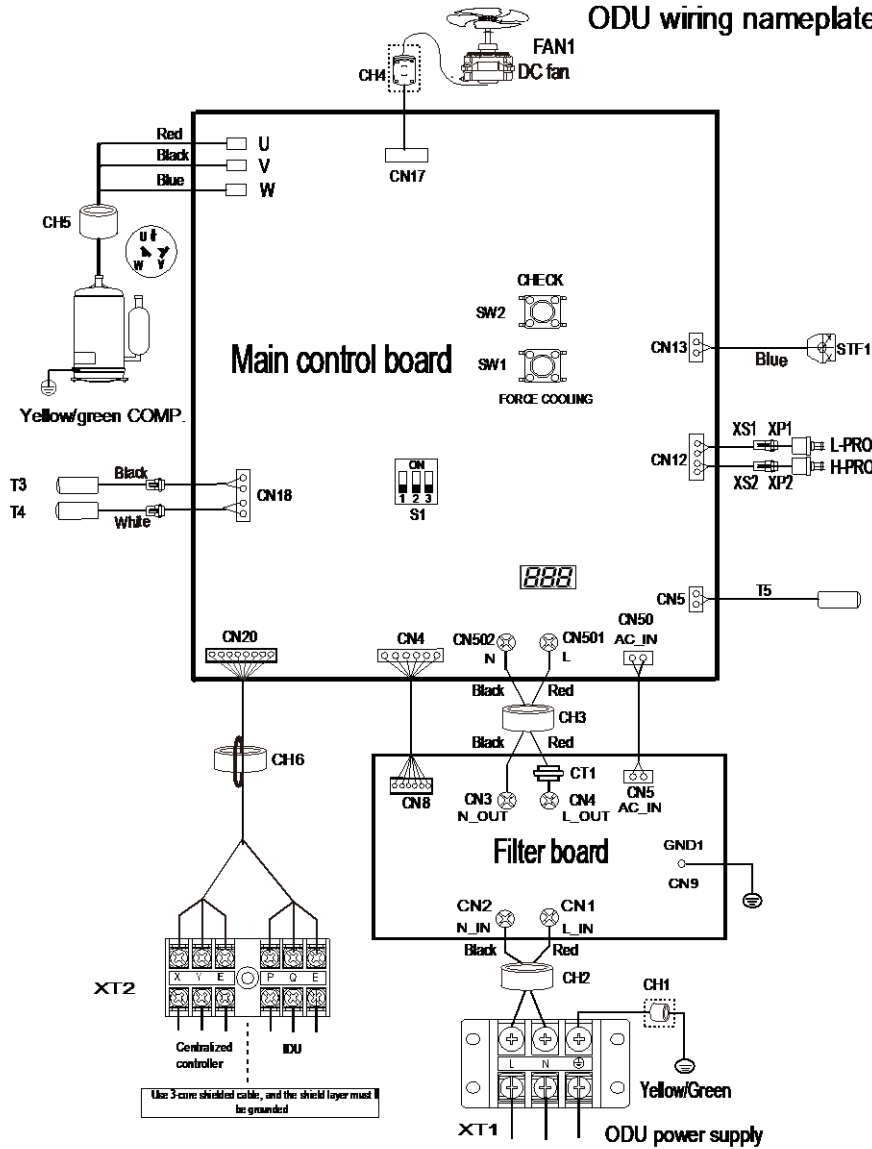 ODU wiring nameplate
FAN1
DC fan
CH4
CN17
Red
Black
Blue
U
V
W
CH5
U
W V
Yellow/green COMP.
CHECK
SW2
SW1
FORCE COOLING
Main control board
CN13
Blue
STF1
CN12
XS1 XP1
L-PRO
H-PRO
XS2 XP2
T3
Black
T4
White
CN18
ON
1 2 3
S1
888
CN5
T5
CN20
CN4
CN502
N
CN501
L
CN50
AC_IN
Black
Red
CH3
Black
Red
CH6
CT1
CN8
CN3
N_OUT
CN4
L_OUT
CN5
AC_IN
Filter board
GND1
CN9
CN2
N_IN
CN1
L_IN
Black
Red
CH2
CH1
XT2
X Y E P Q E
Centralized
controller
IDU
Use 3-core shielded cable, and the shield layer must
be grounded
L N
Yellow/Green
XT1
ODU power supply